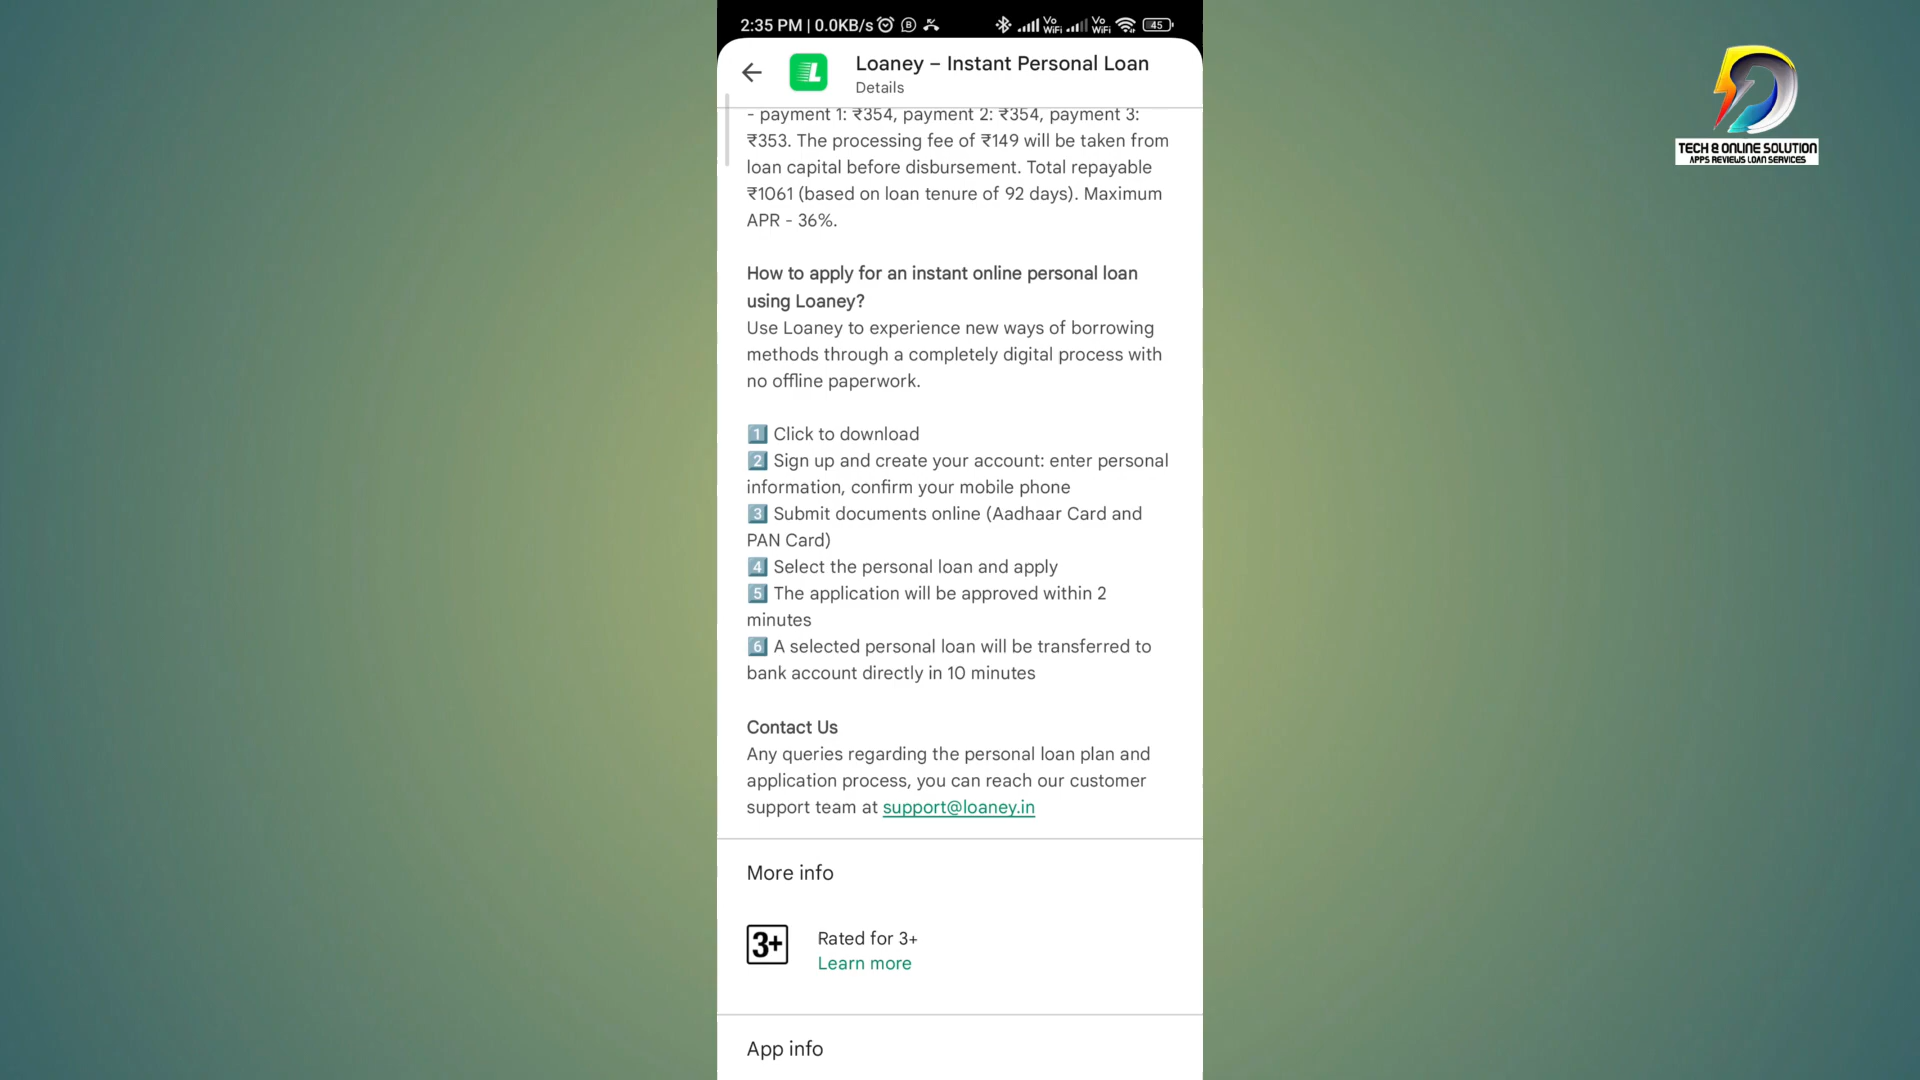 2:35 PM | 0.0KB/s
Vo WiFi
Vo WiFi
45
Loaney – Instant Personal Loan
Details
- payment 1: ₹354, payment 2: ₹354, payment 3:
₹353. The processing fee of ₹149 will be taken from
loan capital before disbursement. Total repayable
₹1061 (based on loan tenure of 92 days). Maximum
APR - 36%.
How to apply for an instant online personal loan
using Loaney?
Use Loaney to experience new ways of borrowing
methods through a completely digital process with
no offline paperwork.
1 Click to download
2 Sign up and create your account: enter personal
information, confirm your mobile phone
3 Submit documents online (Aadhaar Card and
PAN Card)
4 Select the personal loan and apply
5 The application will be approved within 2
minutes
6 A selected personal loan will be transferred to
bank account directly in 10 minutes
Contact Us
Any queries regarding the personal loan plan and
application process, you can reach our customer
support team at support@loaney.in
More info
3+
Rated for 3+
Learn more
App info
TECH & ONLINE SOLUTION
APPS REVIEWS LOAN SERVICES